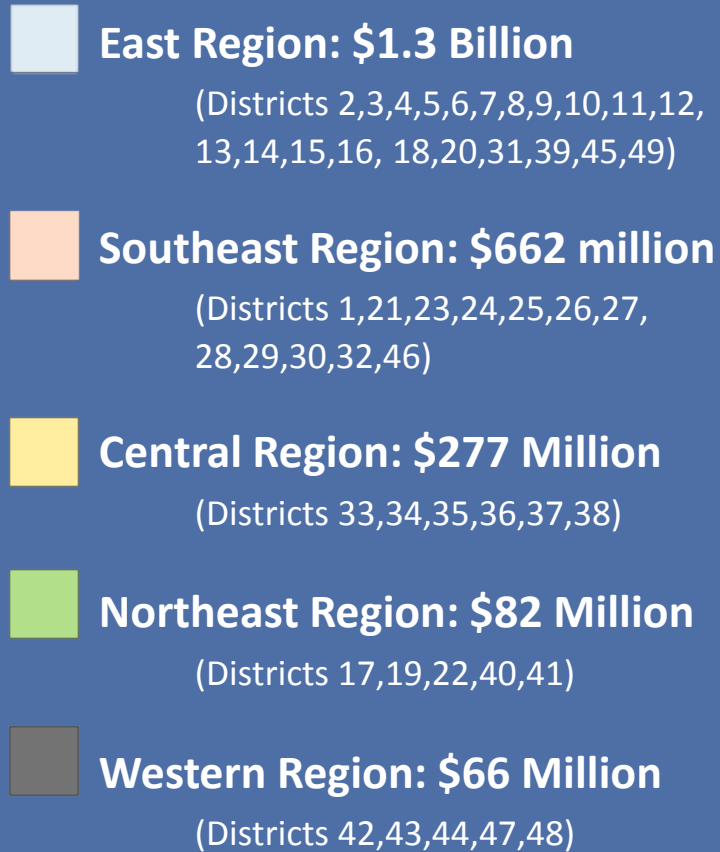 East Region: $1.3 Billion
(Districts 2,3,4,5,6,7,8,9,10,11,12,
13,14,15,16, 18,20,31,39,45,49)
Southeast Region: $662 million
(Districts 1,21,23,24,25,26,27,
28,29,30,32,46)
Central Region: $277 Million
(Districts 33,34,35,36,37,38)
Northeast Region: $82 Million
(Districts 17,19,22,40,41)
Western Region: $66 Million
(Districts 42,43,44,47,48)